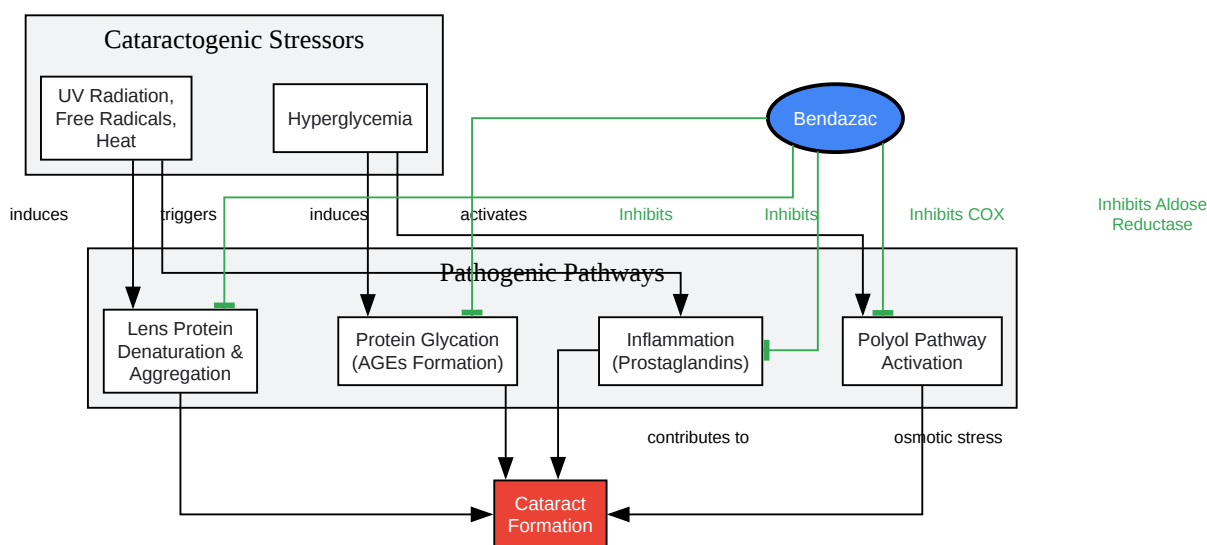 Cataractogenic Stressors
UV Radiation,
Free Radicals,
Heat
Hyperglycemia
Bendazac
induces
triggers
induces
activates
Inhibits
Inhibits
Inhibits COX
Inhibits Aldose
Reductase
Pathogenic Pathways
Lens Protein
Denaturation &
Aggregation
Protein Glycation
(AGEs Formation)
Inflammation
(Prostaglandins)
Polyol Pathway
Activation
contributes to
osmotic stress
Cataract
Formation